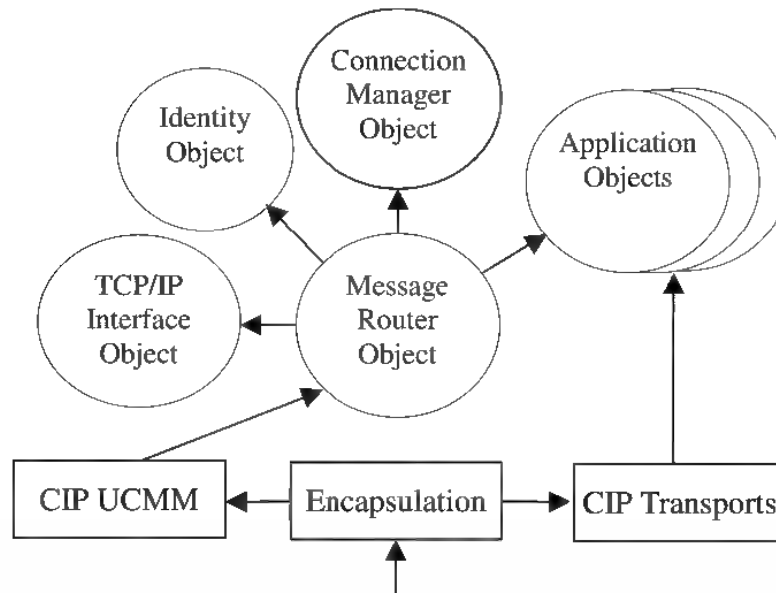 Connection
Manager
Object
Identity
Object
Application
Objects
TCP/IP
Interface
Object
Message
Router
Object
CIP UCMM
Encapsulation
CIP Transports